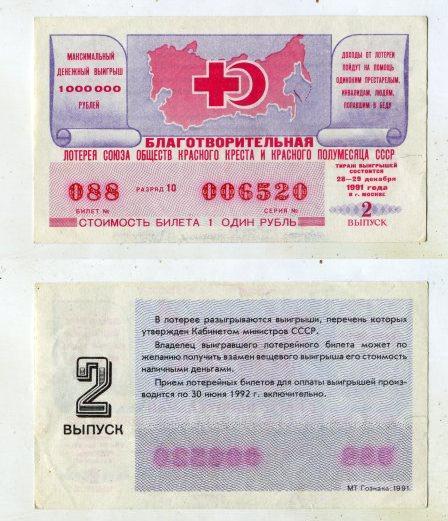 МАКСИМАЛЬНЫЙ
ДЕНЕЖНЫЙ ВЫИГРЫШ
1000000
РУБЛЕЙ
ДОХОДЫ ОТ ЛОТЕРЕИ
ПОЙДУТ НА ПОМОЩЬ
ОДИНОКИМ ПРЕСТАРЕЛЫМ,
ИНВАЛИДАМ, ЛЮДЯМ,
ПОПАВШИМ В БЕДУ
БЛАГОТВОРИТЕЛЬНАЯ
ЛОТЕРЕЯ СОЮЗА ОБЩЕСТВ КРАСНОГО КРЕСТА И КРАСНОГО ПОЛУМЕСЯЦА СССР
088 РАЗРЯД 10 006520
БИЛЕТ № СЕРИЯ №
СТОИМОСТЬ БИЛЕТА 1 ОДИН РУБЛЬ
ТИРАЖ ВЫИГРЫШЕЙ
СОСТОИТСЯ
28—29 декабря
1991 года
в г. МОСКВЕ
2
ВЫПУСК
2
ВЫПУСК
В лотерее разыгрываются выигрыши, перечень которых
утвержден Кабинетом министров СССР.
Владелец выигравшего лотерейного билета может по
желанию получить взамен вещевого выигрыша его стоимость
наличными деньгами.
Прием лотерейных билетов для оплаты выигрышей произ-
водится по 30 июня 1992 г. включительно.
МТ Гознака. 1991.